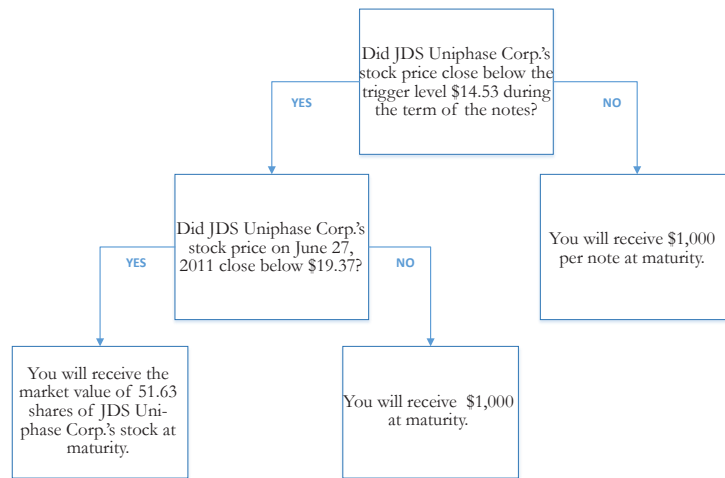 Did JDS Uniphase Corp.'s
stock price close below the
trigger level $14.53 during
the term of the notes?
YES
NO
Did JDS Uniphase Corp.'s
stock price on June 27,
2011 close below $19.37?
You will receive $1,000
per note at maturity.
YES
NO
You will receive the
market value of 51.63
shares of JDS Uni-
phase Corp.'s stock at
maturity.
You will receive $1,000
at maturity.